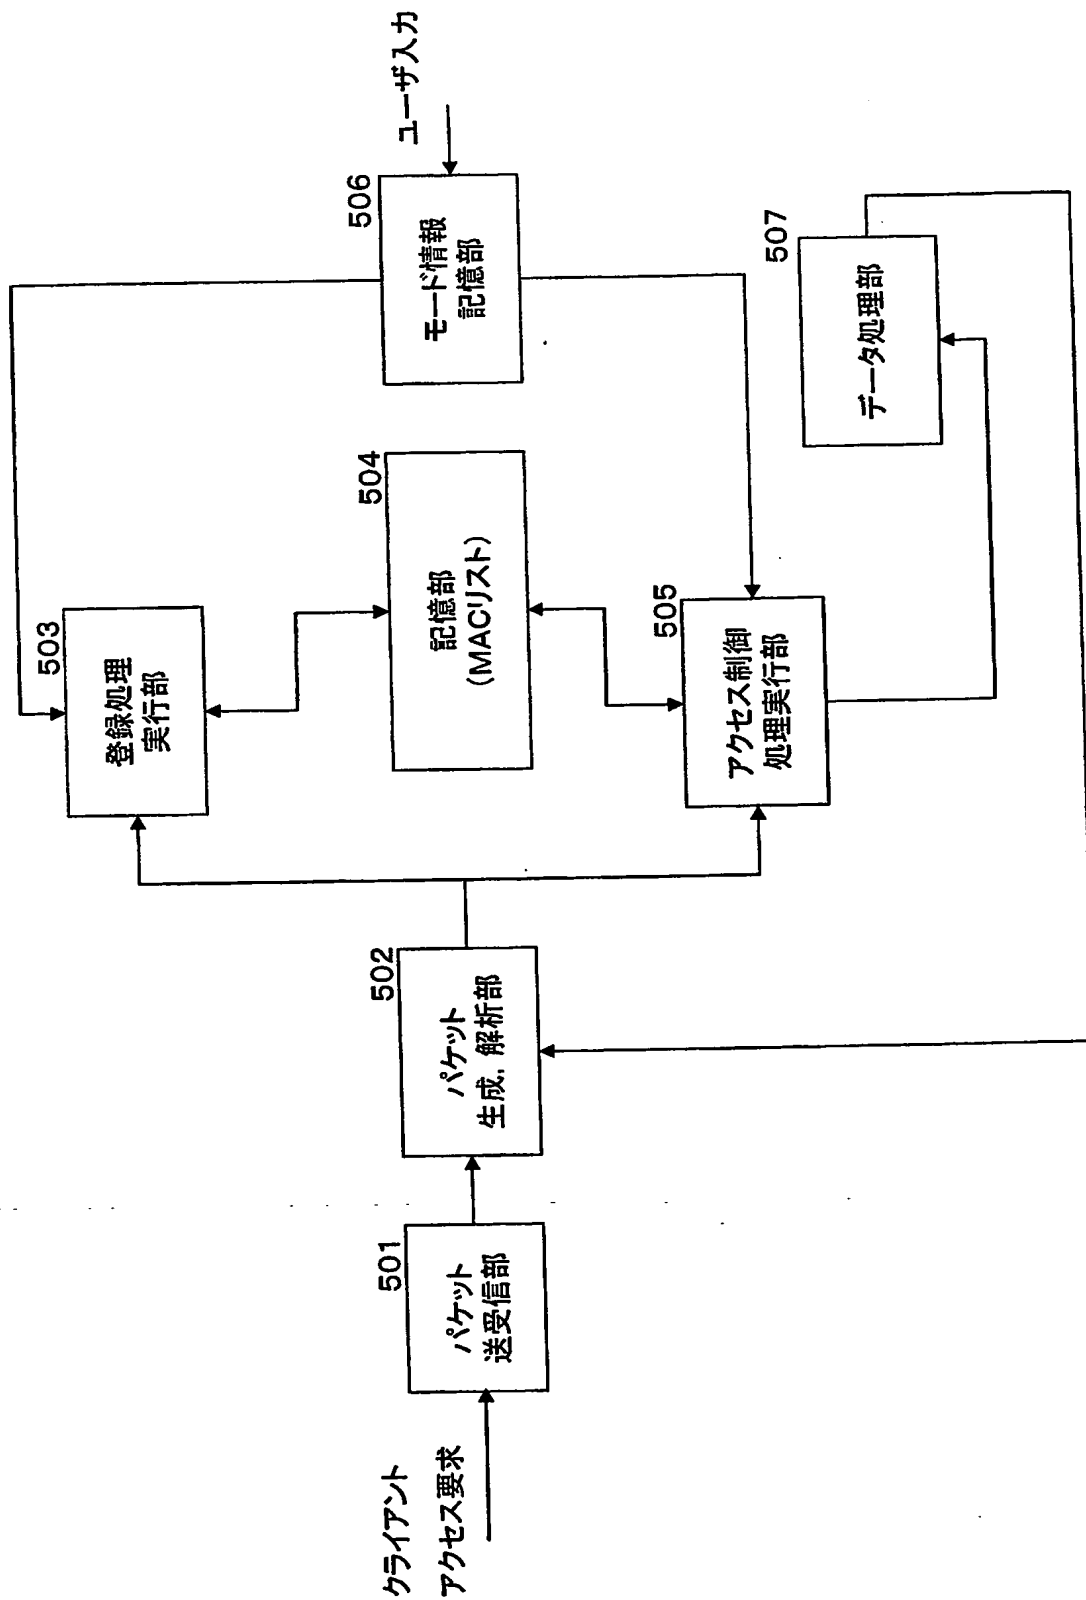 クライアント
アクセス要求
501
パケット
送受信部
502
パケット
生成,解析部
503
登録処理
実行部
504
記憶部
(MACリスト)
505
アクセス制御
処理実行部
506
モード情報
記憶部
ユーザ入力
507
データ処理部